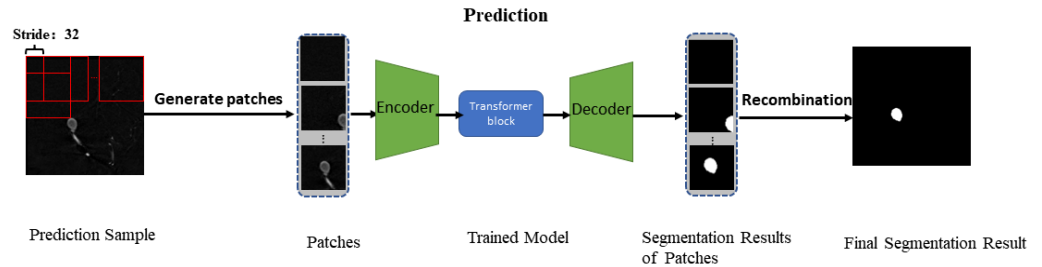 Prediction
Stride: 32
Generate patches
Encoder
Transformer
block
Decoder
Recombination
Prediction Sample
Patches
Trained Model
Segmentation Results
of Patches
Final Segmentation Result